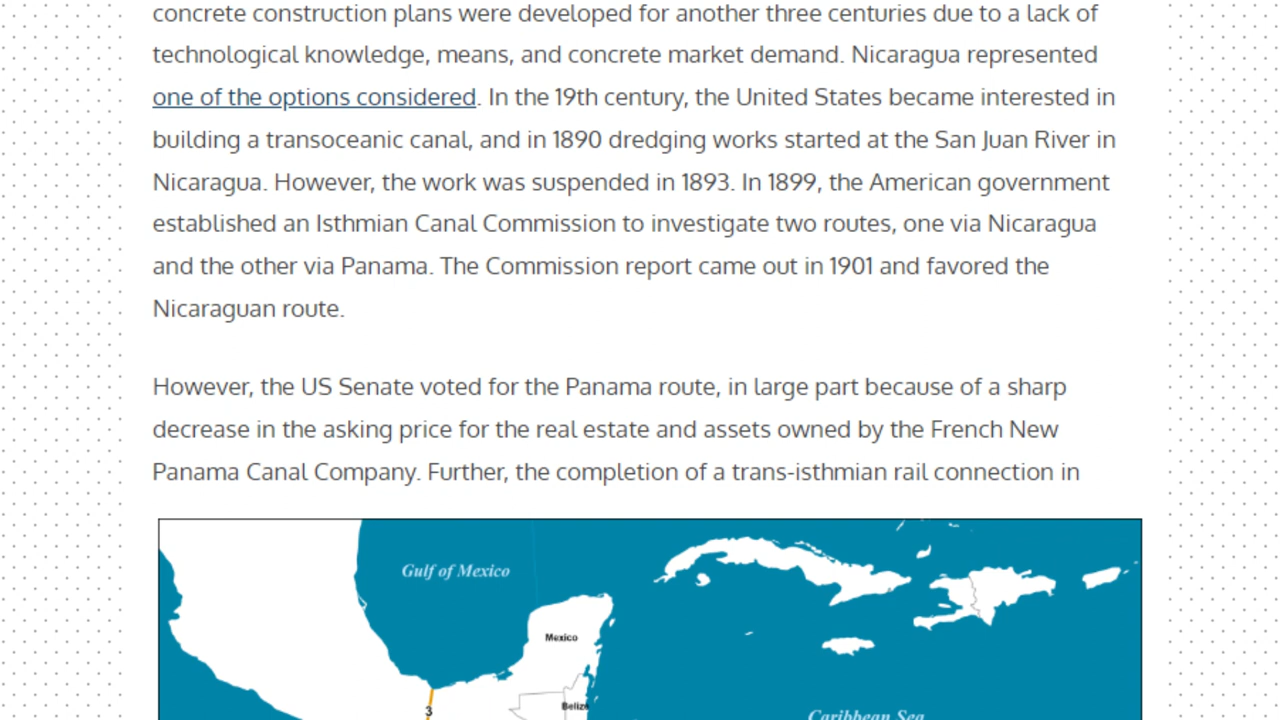 concrete construction plans were developed for another three centuries due to a lack of
technological knowledge, means, and concrete market demand. Nicaragua represented
one of the options considered. In the 19th century, the United States became interested in
building a transoceanic canal, and in 1890 dredging works started at the San Juan River in
Nicaragua. However, the work was suspended in 1893. In 1899, the American government
established an Isthmian Canal Commission to investigate two routes, one via Nicaragua
and the other via Panama. The Commission report came out in 1901 and favored the
Nicaraguan route.
However, the US Senate voted for the Panama route, in large part because of a sharp
decrease in the asking price for the real estate and assets owned by the French New
Panama Canal Company. Further, the completion of a trans-isthmian rail connection in
Gulf of Mexico
Mexico
Belize
3
Caribbean Sea